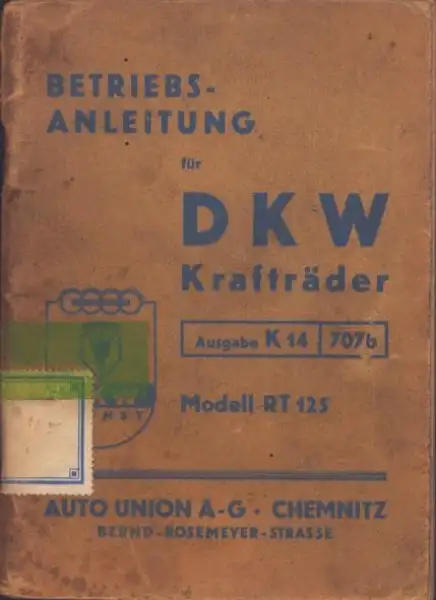 BETRIEBS-
ANLEITUNG
für
DKW
Krafträder
Ausgabe K 14 707b
Modell RT 125
AUTO UNION A-G · CHEMNITZ
BERND-ROSEMEYER-STRASSE